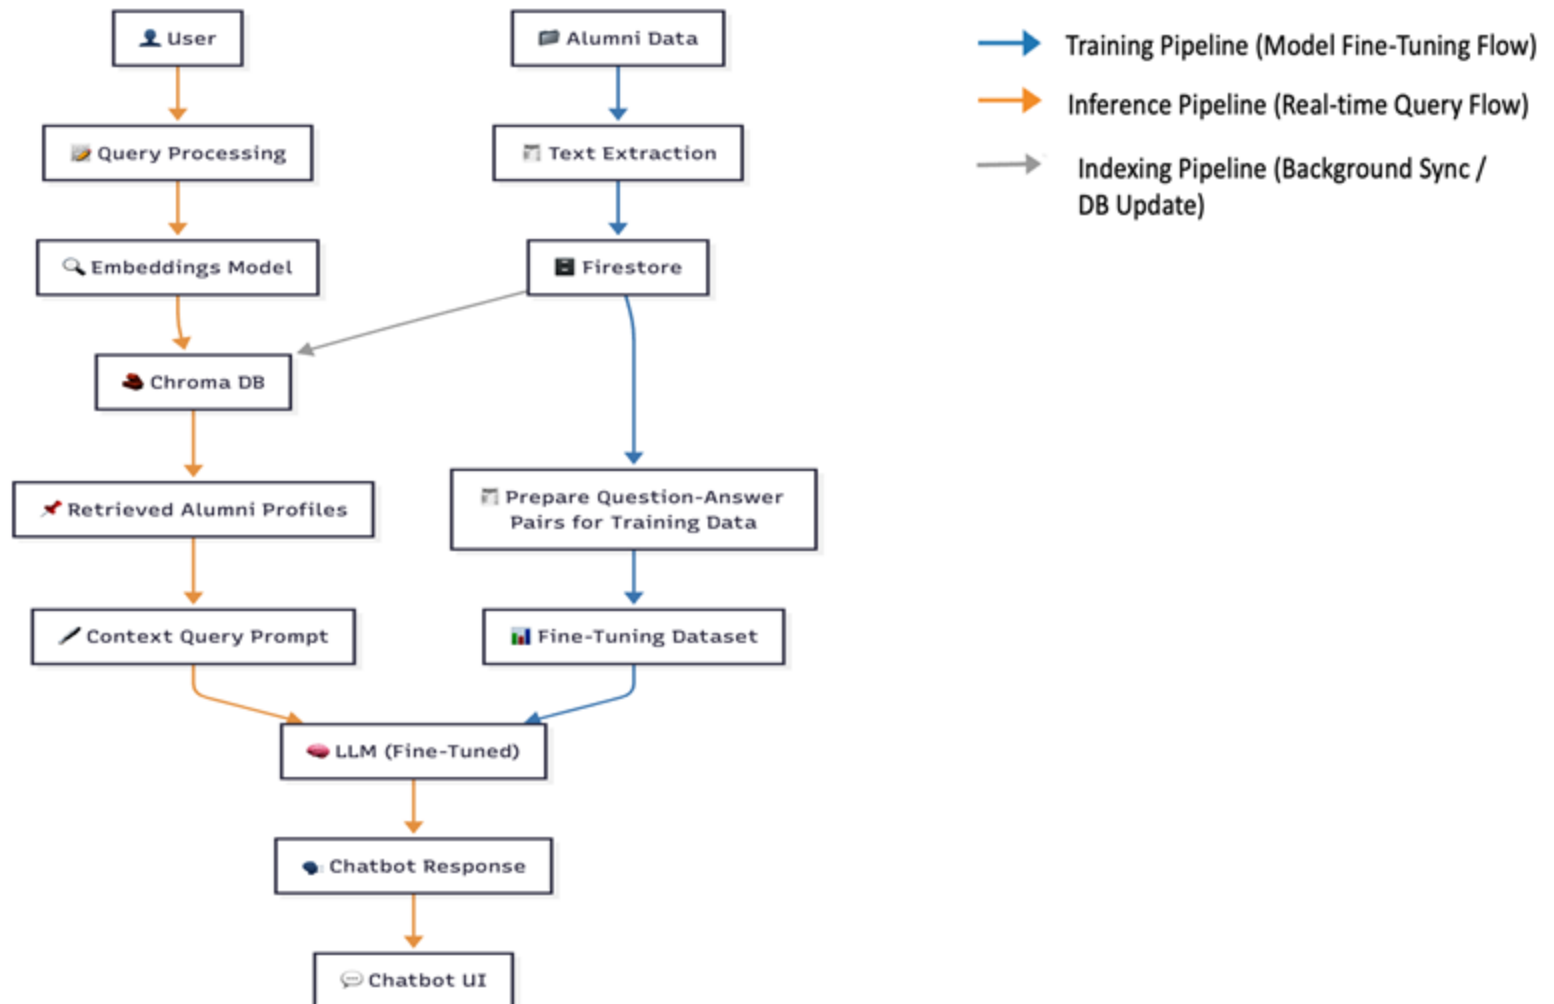 User
Alumni Data
Training Pipeline (Model Fine-Tuning Flow)
Inference Pipeline (Real-time Query Flow)
Indexing Pipeline (Background Sync /
DB Update)
Query Processing
Text Extraction
Embeddings Model
Firestore
Chroma DB
Retrieved Alumni Profiles
Prepare Question-Answer
Pairs for Training Data
Context Query Prompt
Fine-Tuning Dataset
LLM (Fine-Tuned)
Chatbot Response
Chatbot UI